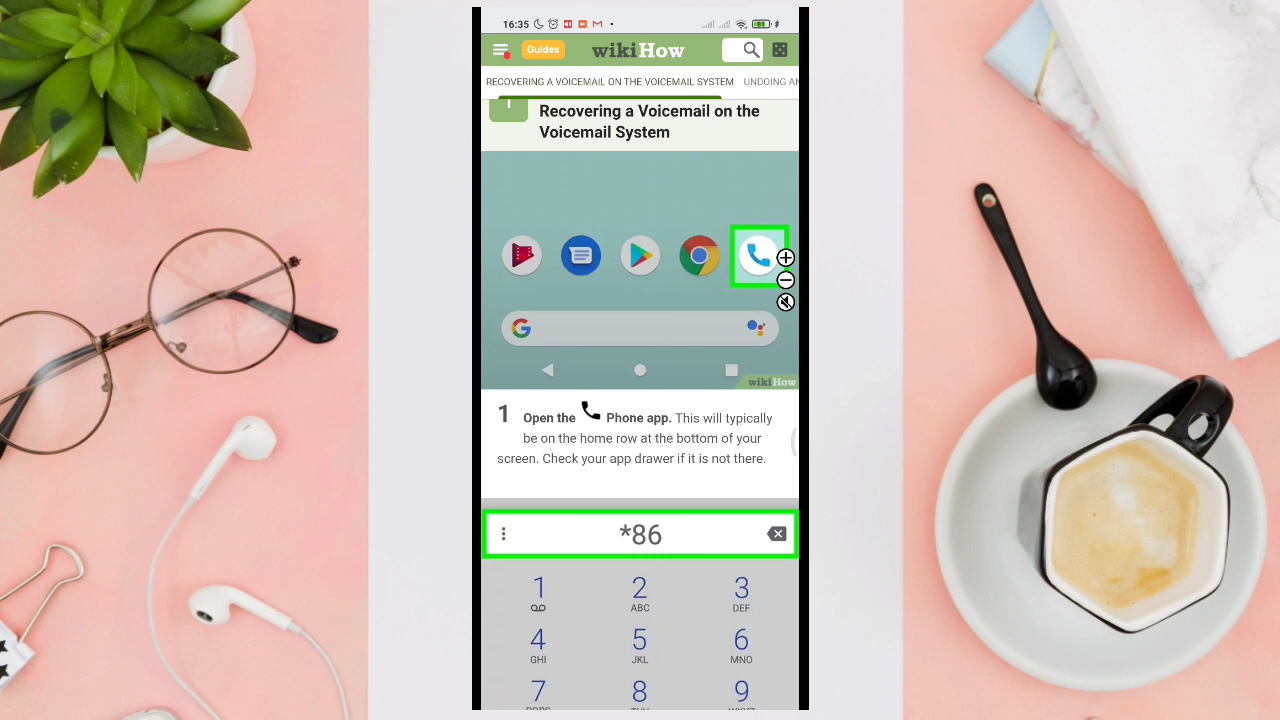 16:35
61
Guides
wikiHow
RECOVERING A VOICEMAIL ON THE VOICEMAIL SYSTEM UNDOING AN
1
Recovering a Voicemail on the
Voicemail System
wikiHow
1 Open the Phone app. This will typically
be on the home row at the bottom of your
screen. Check your app drawer if it is not there.
*86
1 2 3
ABC DEF
4 5 6
GHI JKL MNO
7 8 9